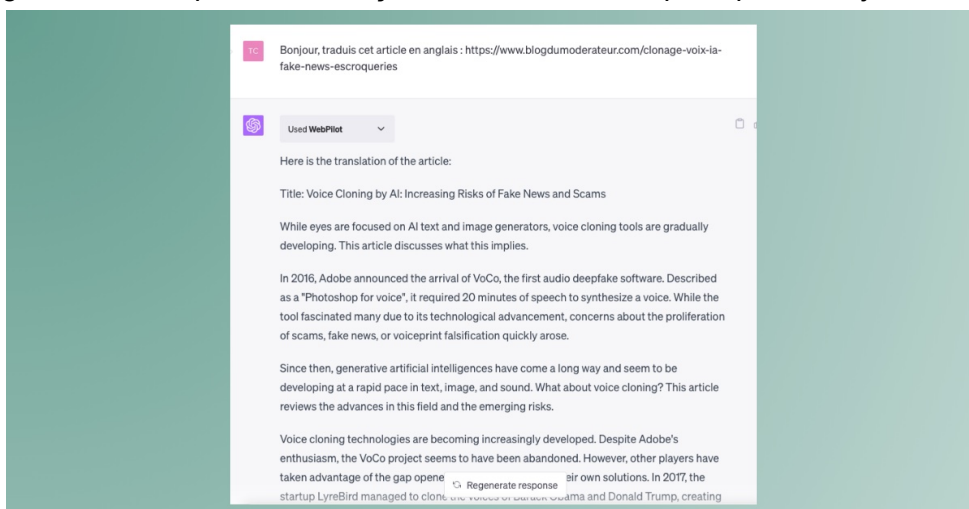 TC
Bonjour, traduis cet article en anglais : https://www.blogdumoderateur.com/clonage-voix-ia-
fake-news-escroqueries
Used WebPilot
Here is the translation of the article:
Title: Voice Cloning by AI: Increasing Risks of Fake News and Scams
While eyes are focused on AI text and image generators, voice cloning tools are gradually
developing. This article discusses what this implies.
In 2016, Adobe announced the arrival of VoCo, the first audio deepfake software. Described
as a "Photoshop for voice", it required 20 minutes of speech to synthesize a voice. While the
tool fascinated many due to its technological advancement, concerns about the proliferation
of scams, fake news, or voiceprint falsification quickly arose.
Since then, generative artificial intelligences have come a long way and seem to be
developing at a rapid pace in text, image, and sound. What about voice cloning? This article
reviews the advances in this field and the emerging risks.
Voice cloning technologies are becoming increasingly developed. Despite Adobe's
enthusiasm, the VoCo project seems to have been abandoned. However, other players have
taken advantage of the gap opene eir own solutions. In 2017, the
Regenerate response
startup LyreBird managed to clone the voices of Barack Obama and Donald Trump, creating